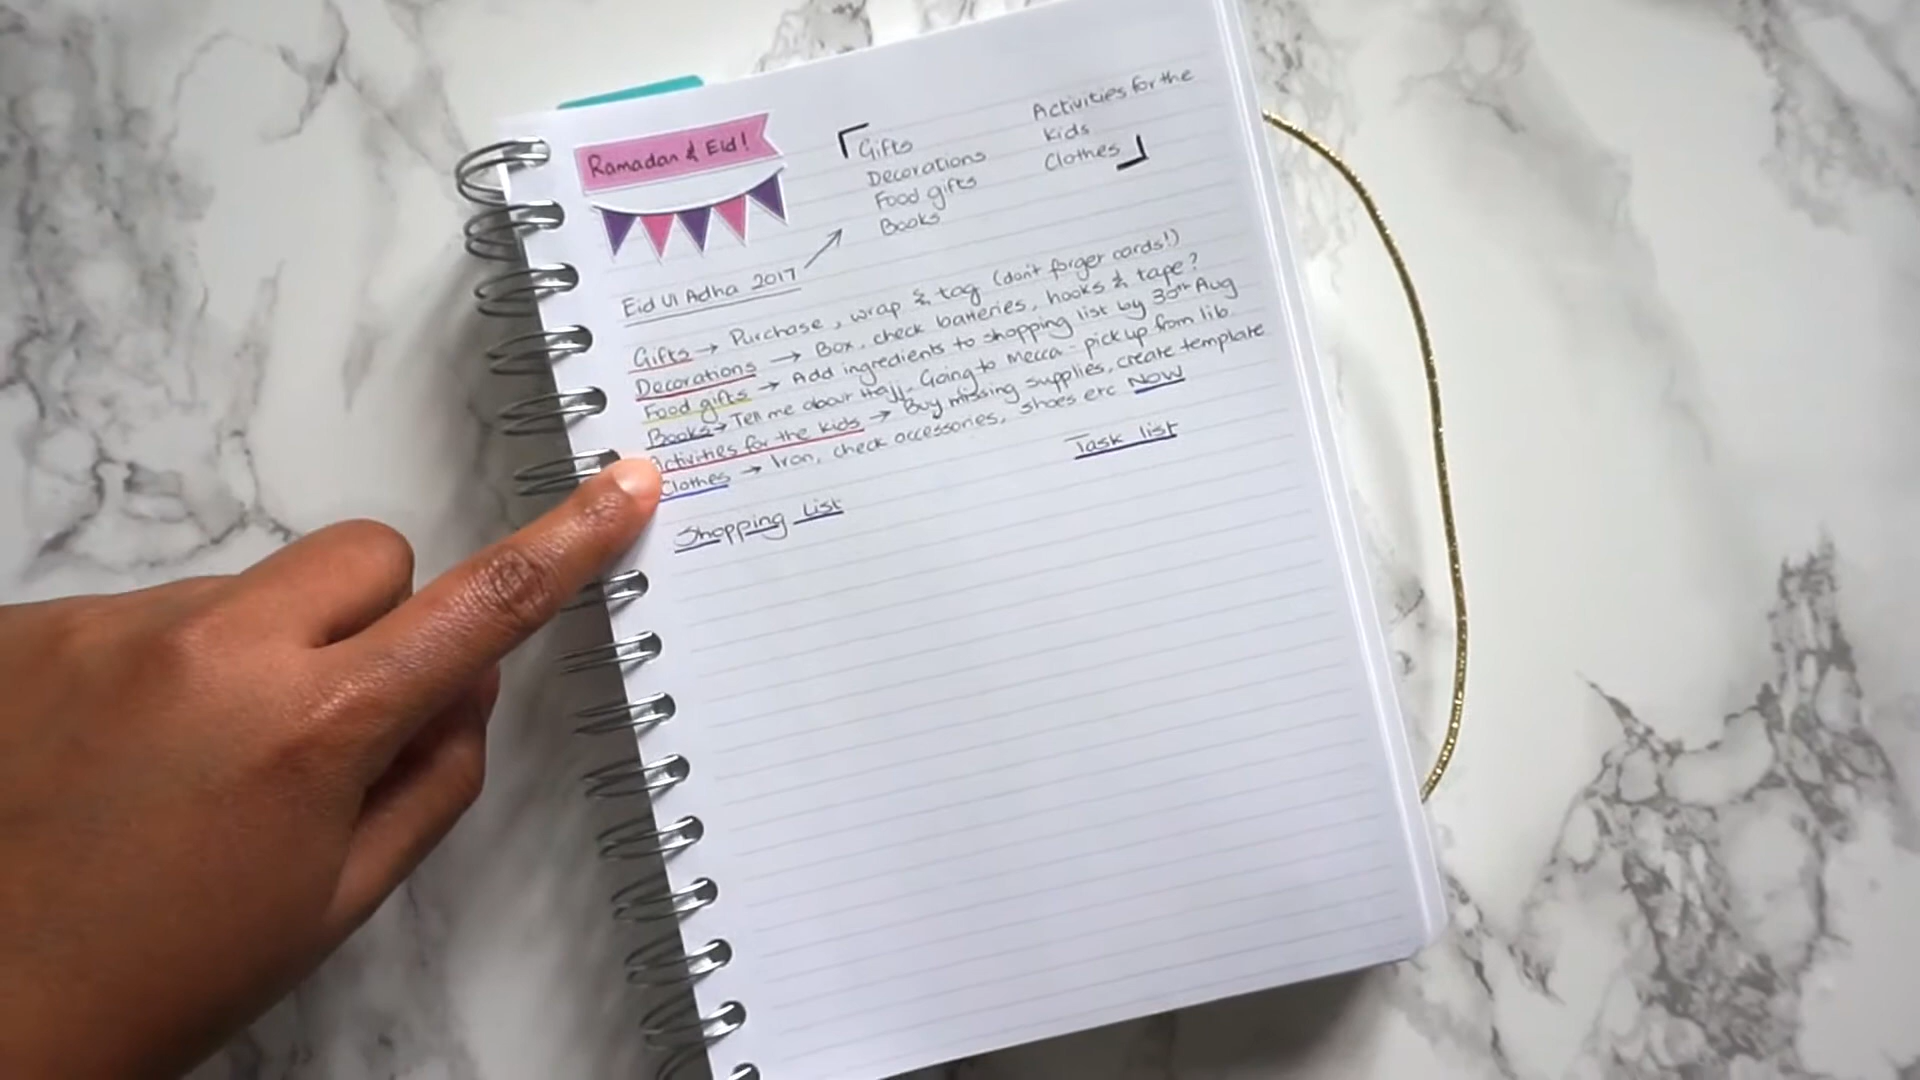 Ramadan & Eid!
Gifts
Decorations
Food gifts
Books
Activities for the
kids
Clothes
Eid Ul Adha 2017
Gifts → Purchase, wrap & tag (don't forger cards!)
Decorations → Box, check batteries, hooks & tape?
Food gifts → Add ingredients to shopping list by 30th Aug
Books → Tell me about Hajj, Going to Mecca - pick up from lib
Activities for the kids → Buy missing supplies, create template
Clothes → Iron, check accessories, shoes etc NOW
Shopping List
Task list